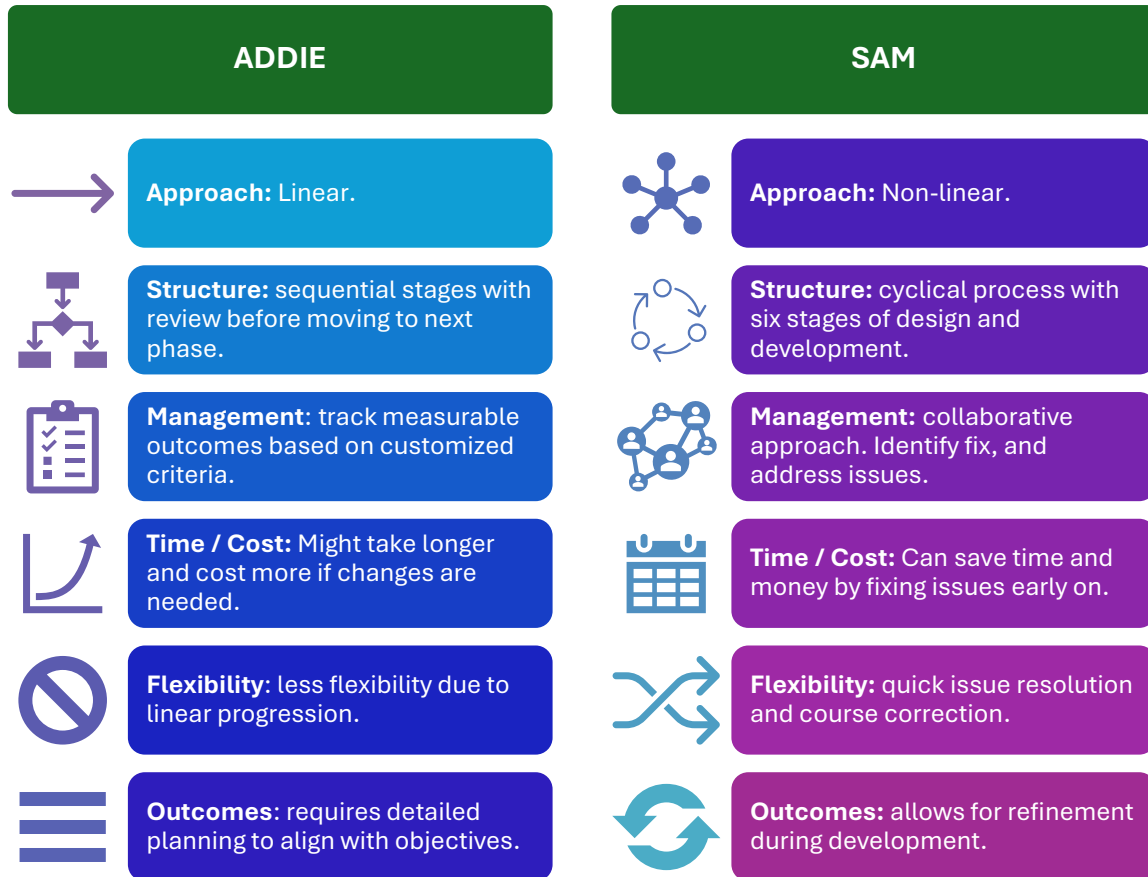 ADDIE
Approach: Linear.
Structure: sequential stages with
review before moving to next
phase.
Management: track measurable
outcomes based on customized
criteria.
Time / Cost: Might take longer
and cost more if changes are
needed.
Flexibility: less flexibility due to
linear progression.
Outcomes: requires detailed
planning to align with objectives.
SAM
Approach: Non-linear.
Structure: cyclical process with
six stages of design and
development.
Management: collaborative
approach. Identify fix, and
address issues.
Time / Cost: Can save time and
money by fixing issues early on.
Flexibility: quick issue resolution
and course correction.
Outcomes: allows for refinement
during development.